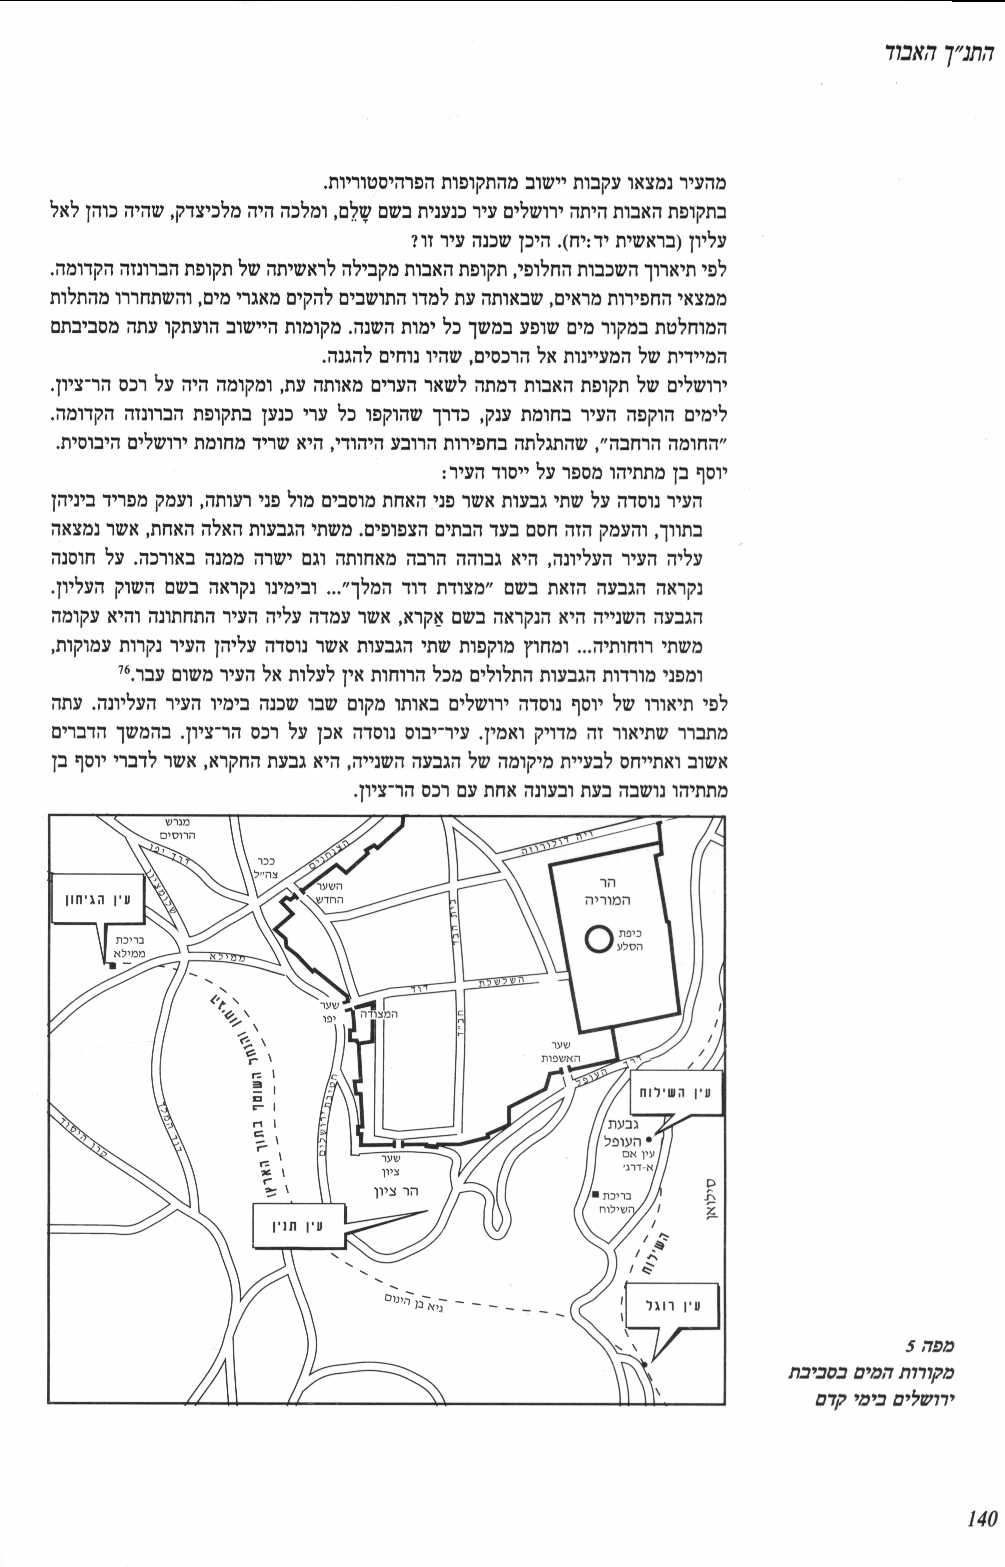 התנ״ך האבוד
מהעיר נמצאו עקבות יישוב מהתקופות הפרהיסטוריות.
בתקופת האבות היתה ירושלים עיר כנענית בשם שָׁלֵם, ומלכה היה מלכיצדק, שהיה כוהן לאל
עליון (בראשית יד:יח). היכן שכנה עיר זו?
לפי תיארוך השכבות החלופי, תקופת האבות מקבילה לראשיתה של תקופת הברונזה הקדומה.
ממצאי החפירות מראים, שבאותה עת למדו התושבים להקים מאגרי מים, והשתחררו מהתלות
המוחלטת במקור מים שופע במשך כל ימות השנה. מקומות היישוב הועתקו עתה מסביבתם
המיידית של המעיינות אל הרכסים, שהיו נוחים להגנה.
ירושלים של תקופת האבות דמתה לשאר הערים מאותה עת, ומקומה היה על רכס הר־ציון.
לימים הוקפה העיר בחומת ענק, כדרך שהוקפו כל ערי כנען בתקופת הברונזה הקדומה.
״החומה הרחבה״, שהתגלתה בחפירות הרובע היהודי, היא שריד מחומת ירושלים היבוסית.
יוסף בן מתתיהו מספר על ייסוד העיר:
העיר נוסדה על שתי גבעות אשר פני האחת מוסבים מול פני רעותה, ועמק מפריד ביניהן
בתווך, והעמק הזה חסם בעד הבתים הצפופים. משתי הגבעות האלה האחת, אשר נמצאה
עליה העיר העליונה, היא גבוהה הרבה מאחותה וגם ישרה ממנה באורכה. על חוסנה
נקראה הגבעה הזאת בשם ״מצודת דוד המלך״... ובימינו נקראה בשם השוק העליון.
הגבעה השנייה היא הנקראה בשם אַקרא, אשר עמדה עליה העיר התחתונה והיא עקומה
משתי רוחותיה... ומחוץ מוקפות שתי הגבעות אשר נוסדה עליהן העיר נקרות עמוקות,
ומפני מורדות הגבעות התלולים מכל הרוחות אין לעלות אל העיר משום עבר.76
לפי תיאורו של יוסף נוסדה ירושלים באותו מקום שבו שכנה בימיו העיר העליונה. עתה
מתברר שתיאור זה מדויק ואמין. עיר־יבוס נוסדה אכן על רכס הר־ציון. בהמשך הדברים
אשוב ואתייחס לבעיית מיקומה של הגבעה השנייה, היא גבעת החקרא, אשר לדברי יוסף בן
מתתיהו נושבה בעת ובעונה אחת עם רכס הר־ציון.
מגרש
הרוסים
ויה דולורוזה
הצנחנים
דרך יפו
ככר
צה״ל
שלומציון
השער
החדש
הר
המוריה
עין הגיחון
בית הבד
כיפת
הסלע
בריכת
ממילא
ממילא
השלשלת
דוד
שער
יפו
המצודה
חב״ד
הגיחון והנחל השוטף בתוך הארץ
שער
האשפות
דרך העופל
עין השילוח
חטיבת ירושלים
דוד המלך
קרן היסוד
גבעת
העופל
עין אם
א-דרג׳
שער
ציון
הר ציון
בריכת
השילוח
סילואן
עין תנין
השילוח
גיא בן הינום
עין רוגל
מפה 5
מקורות המים בסביבת
ירושלים בימי קדם
140